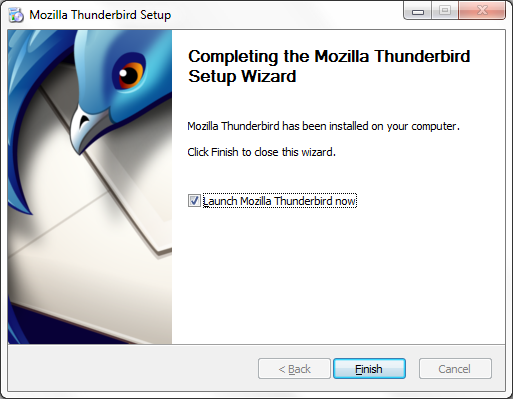 Mozilla Thunderbird Setup
Completing the Mozilla Thunderbird
Setup Wizard
Mozilla Thunderbird has been installed on your computer.
Click Finish to close this wizard.
Launch Mozilla Thunderbird now
< Back
Finish
Cancel